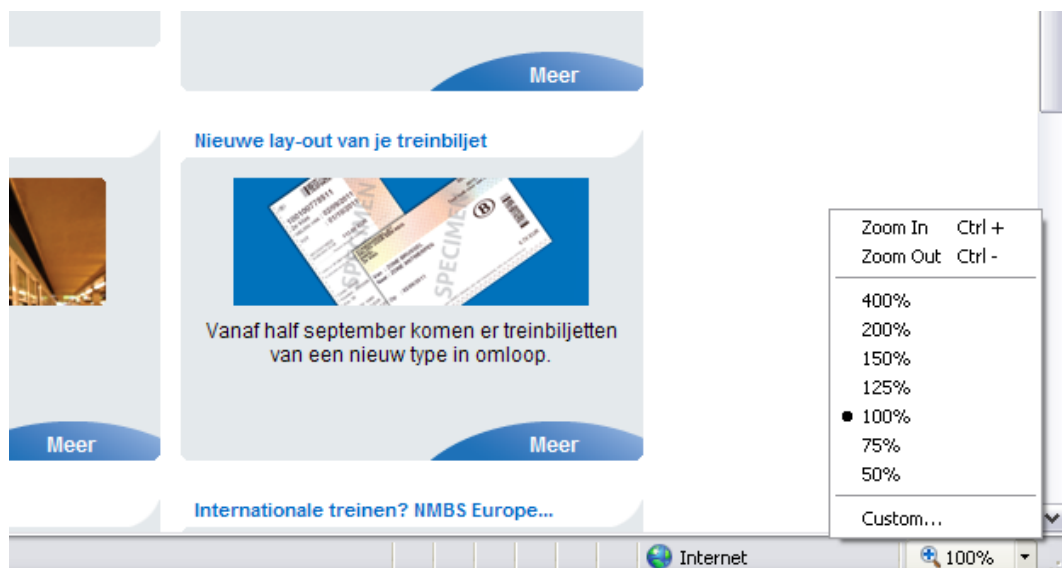 Meer
Nieuwe lay-out van je treinbiljet
SPECIMEN
SPECIMEN
B
Vanaf half september komen er treinbiljetten
van een nieuw type in omloop.
Meer
Meer
Internationale treinen? NMBS Europe...
Zoom In Ctrl +
Zoom Out Ctrl -
400%
200%
150%
125%
100%
75%
50%
Custom...
Internet
100%